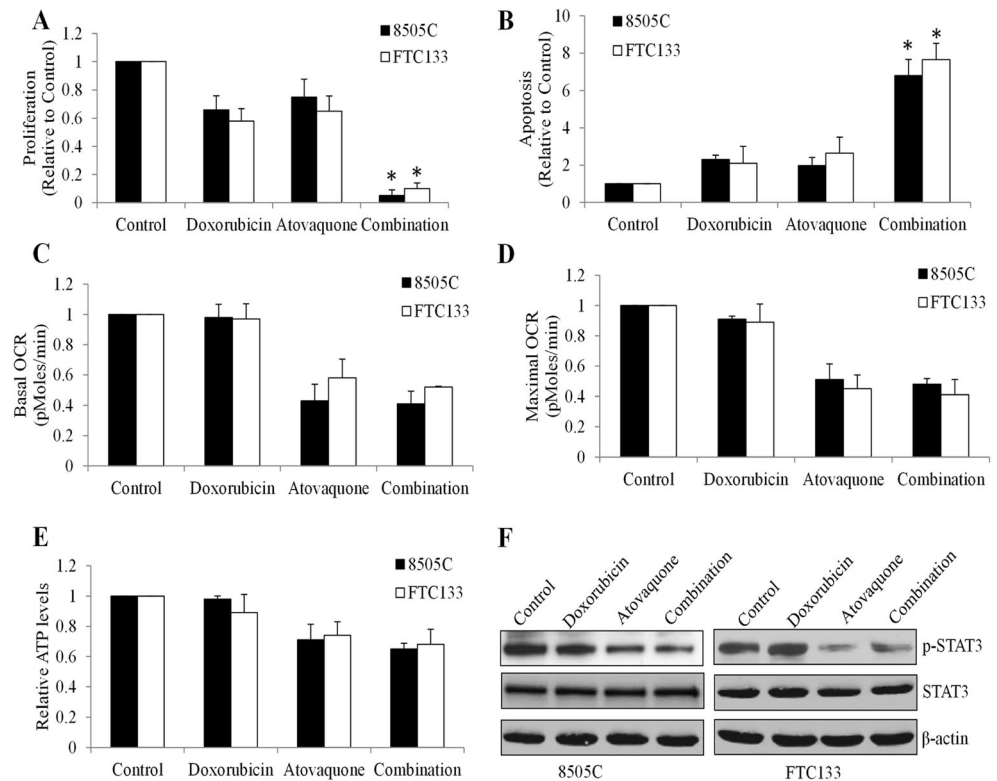 A
Proliferation
(Relative to Control)
1.2
1
0.8
0.6
0.4
0.2
0
8505C
FTC133
* *
Control Doxorubicin Atovaquone Combination
B
Apoptosis
(Relative to Control)
10
8
6
4
2
0
8505C
FTC133
* *
Control Doxorubicin Atovaquone Combination
C
Basal OCR
(pMoles/min)
1.2
1
0.8
0.6
0.4
0.2
0
8505C
FTC133
Control Doxorubicin Atovaquone Combination
D
Maximal OCR
(pMoles/min)
1.2
1
0.8
0.6
0.4
0.2
0
8505C
FTC133
Control Doxorubicin Atovaquone Combination
E
Relative ATP levels
1.2
1
0.8
0.6
0.4
0.2
0
8505C
FTC133
Control Doxorubicin Atovaquone Combination
F
Control Doxorubicin Atovaquone Combination
Control Doxorubicin Atovaquone Combination
p-STAT3
STAT3
β-actin
8505C
FTC133